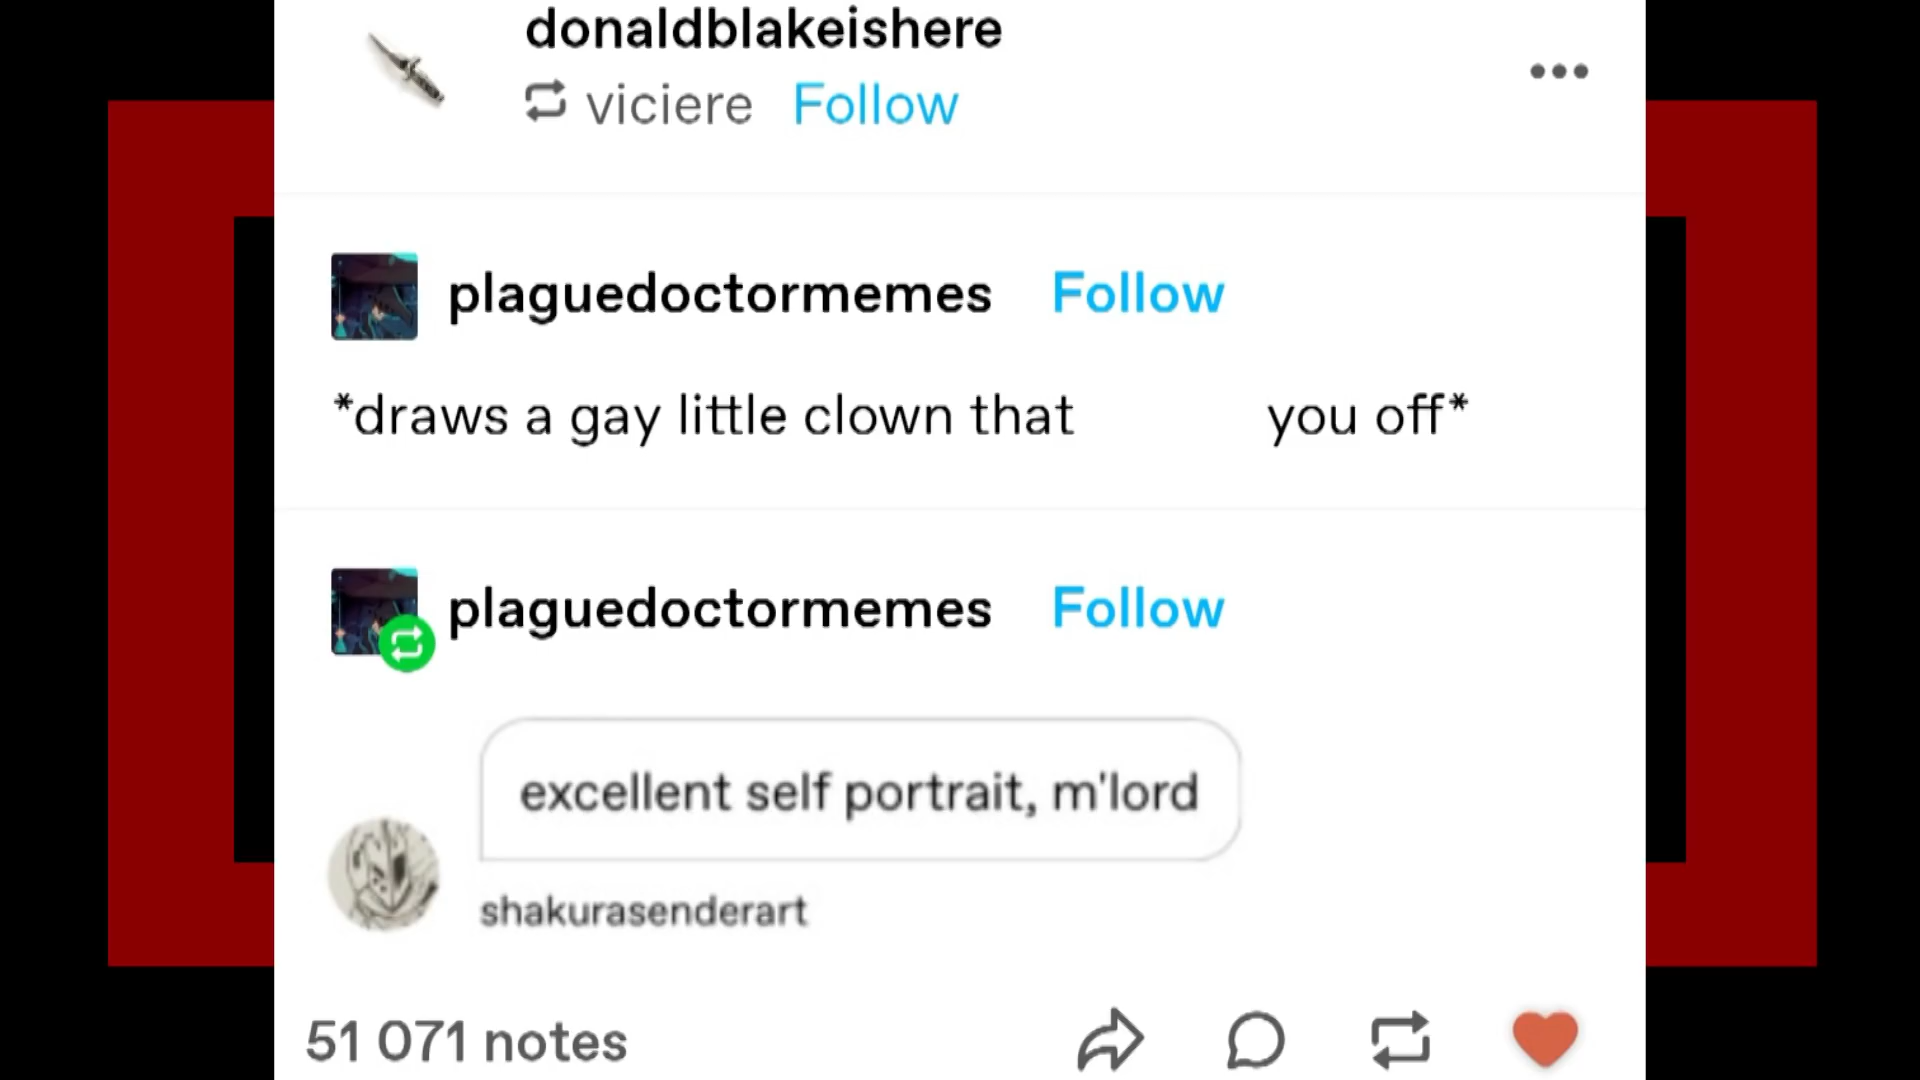 donaldblakeishere
viciere Follow
plaguedoctormemes Follow
*draws a gay little clown that you off*
plaguedoctormemes Follow
excellent self portrait, m'lord
shakurasenderart
51 071 notes